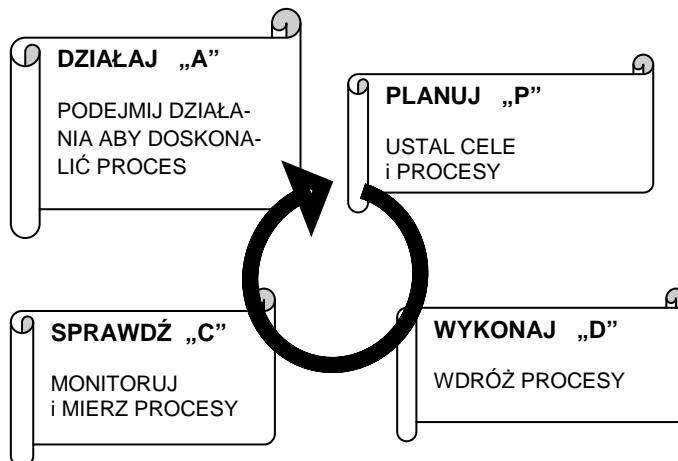 DZIAŁAJ „A”
PODEJMIJ DZIAŁA-
NIA ABY DOSKONA-
LIĆ PROCES
PLANUJ „P”
USTAL CELE
i PROCESY
SPRAWDŹ „C”
MONITORUJ
i MIERZ PROCESY
WYKONAJ „D”
WDRÓŻ PROCESY